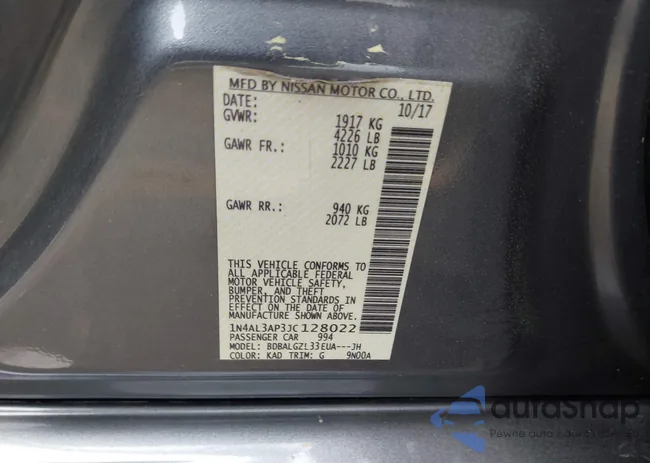 MFD BY NISSAN MOTOR CO., LTD.
DATE: 10/17
GVWR: 1917 KG
4226 LB
GAWR FR.: 1010 KG
2227 LB
GAWR RR.: 940 KG
2072 LB
THIS VEHICLE CONFORMS TO
ALL APPLICABLE FEDERAL
MOTOR VEHICLE SAFETY,
BUMPER, AND THEFT
PREVENTION STANDARDS
IN EFFECT ON THE DATE
OF MANUFACTURE SHOWN
ABOVE.
1N4AL3AP3JC128022
PASSENGER CAR 994
MODEL: BDBALGZL33EUA---JH
COLOR: KAD TRIM: G 9N00A
autaSnap
Pewne auto z